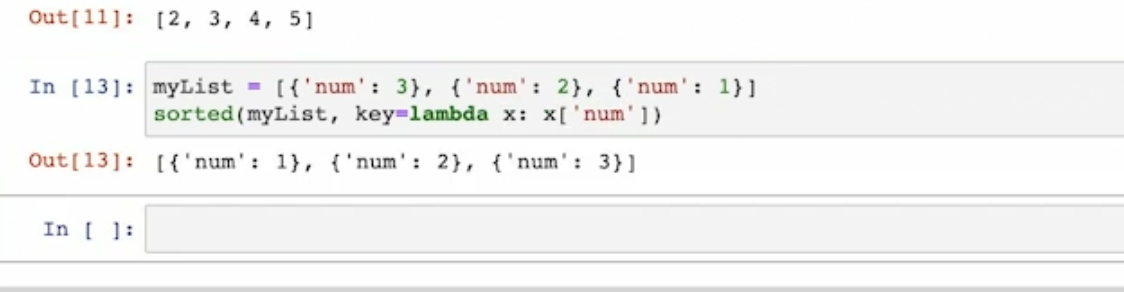 Out[11]: [2, 3, 4, 5]
In [13]: myList = [{'num': 3}, {'num': 2}, {'num': 1}]
sorted(myList, key=lambda x: x['num'])
Out[13]: [{'num': 1}, {'num': 2}, {'num': 3}]
In [ ]: